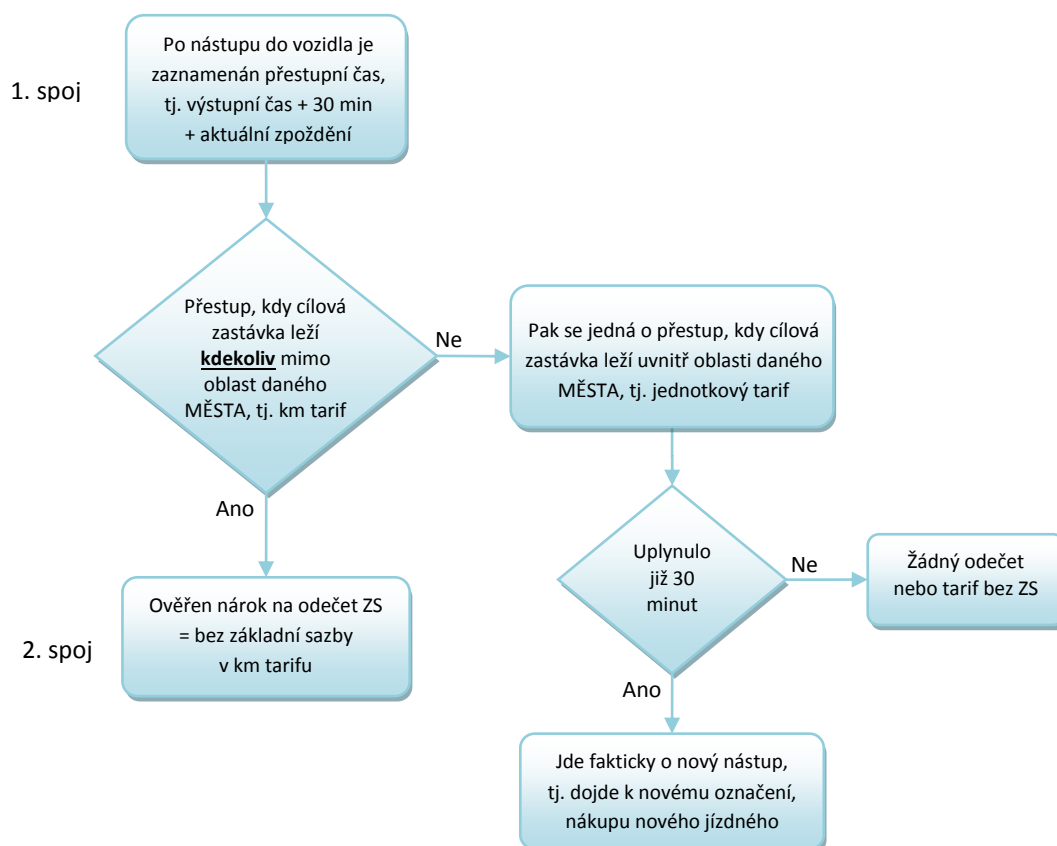 Po nástupu do vozidla je
zaznamenán přestupní čas,
tj. výstupní čas + 30 min
+ aktuální zpoždění
1. spoj
Přestup, kdy cílová
zastávka leží
kdekoliv mimo
oblast daného
MĚSTA, tj. km tarif
Ne
Pak se jedná o přestup, kdy cílová
zastávka leží uvnitř oblasti daného
MĚSTA, tj. jednotkový tarif
Ano
Uplynulo
již 30
minut
Ne
Žádný odečet
nebo tarif bez ZS
Ověřen nárok na odečet ZS
= bez základní sazby
v km tarifu
2. spoj
Ano
Jde fakticky o nový nástup,
tj. dojde k novému označení,
nákupu nového jízdného